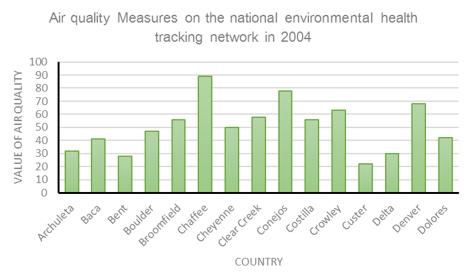 Air quality Measures on the national environmental health
tracking network in 2004
VALUE OF AIR QUALITY
100
90
80
70
60
50
40
30
20
10
0
Archuleta
Baca
Bent
Boulder
Broomfield
Chaffee
Cheyenne
Clear Creek
Conejos
Costilla
Crowley
Custer
Delta
Denver
Dolores
COUNTRY